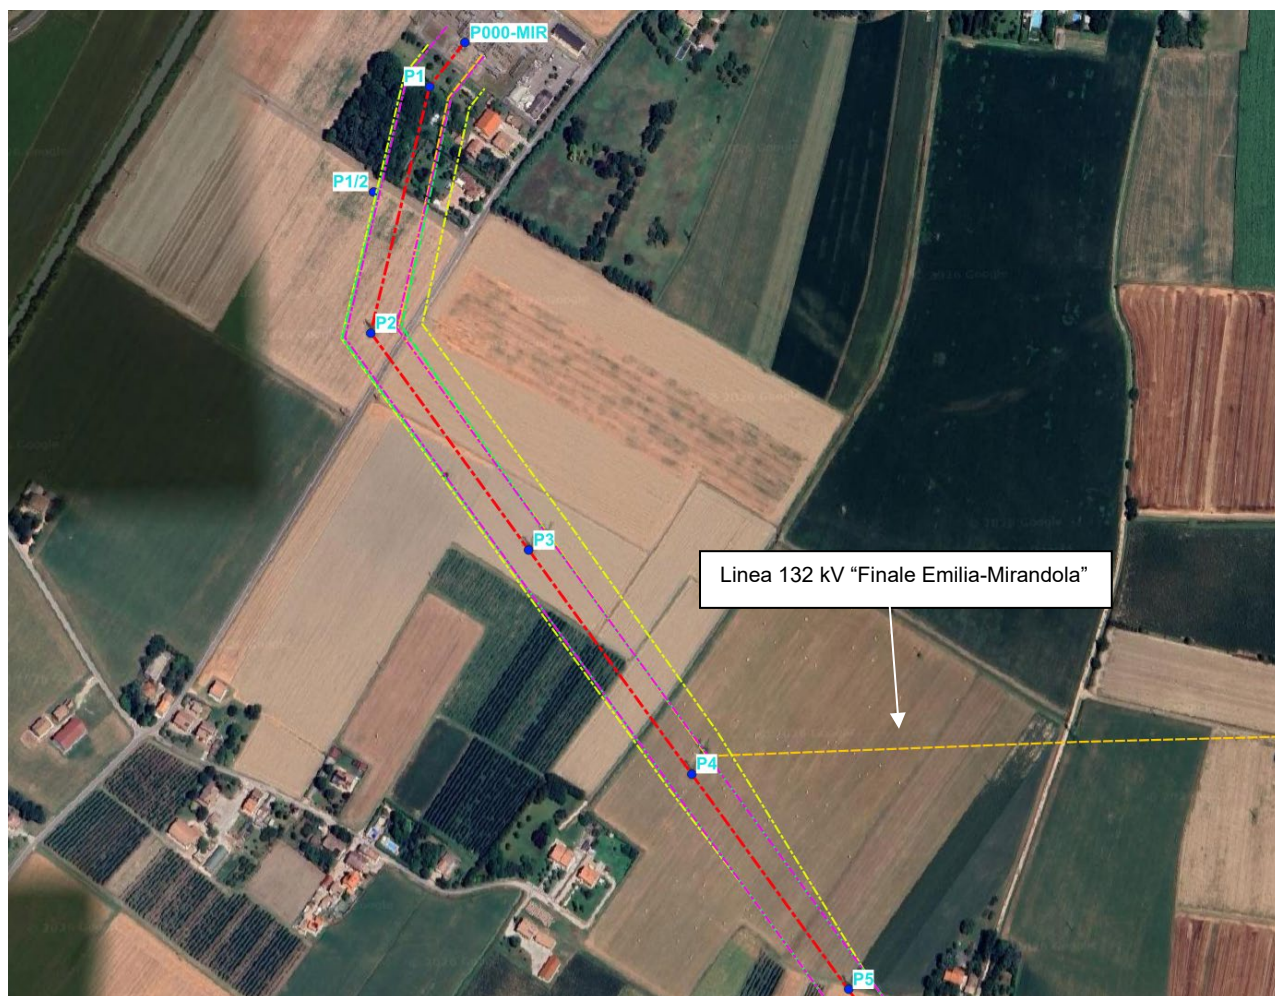 P000-MIR
P1
P1/2
P2
P3
Linea 132 kV “Finale Emilia-Mirandola”
P4
P5